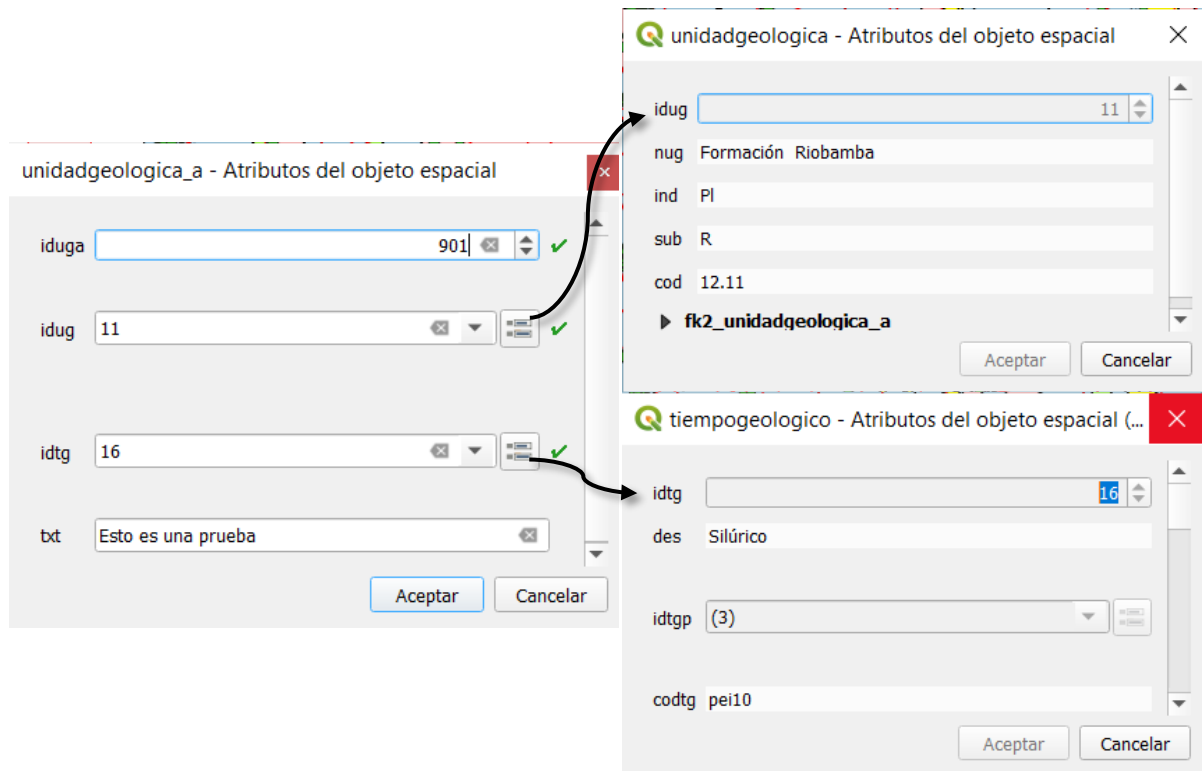 unidadgeologica_a - Atributos del objeto espacial
iduga 901
idug 11
idtg 16
txt Esto es una prueba
Aceptar Cancelar
unidadgeologica - Atributos del objeto espacial
idug 11
nug Formación Riobamba
ind Pl
sub R
cod 12.11
fk2_unidadgeologica_a
Aceptar Cancelar
tiempogeologico - Atributos del objeto espacial (...
idtg 16
des Silúrico
idtgp (3)
codtg pei10
Aceptar Cancelar